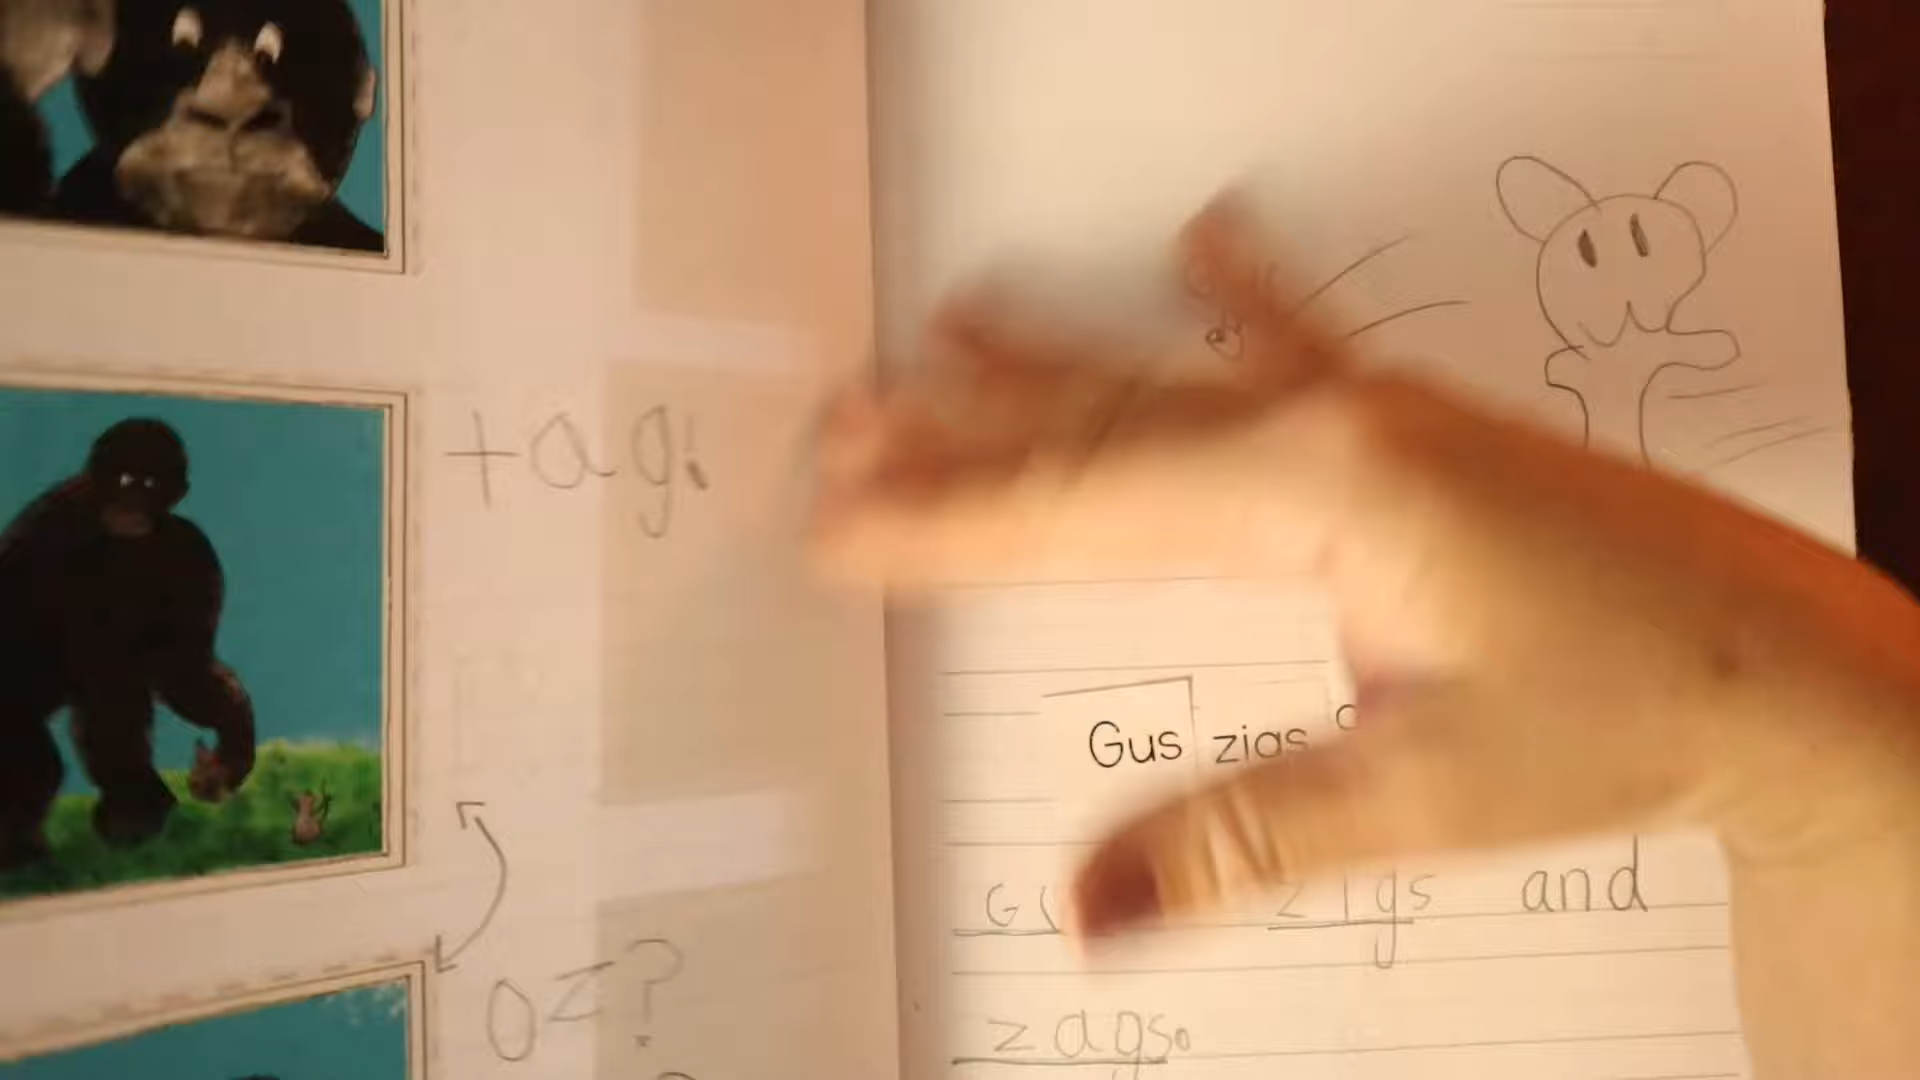 tag!
oz?
Gus zigs
zigs and
zags.